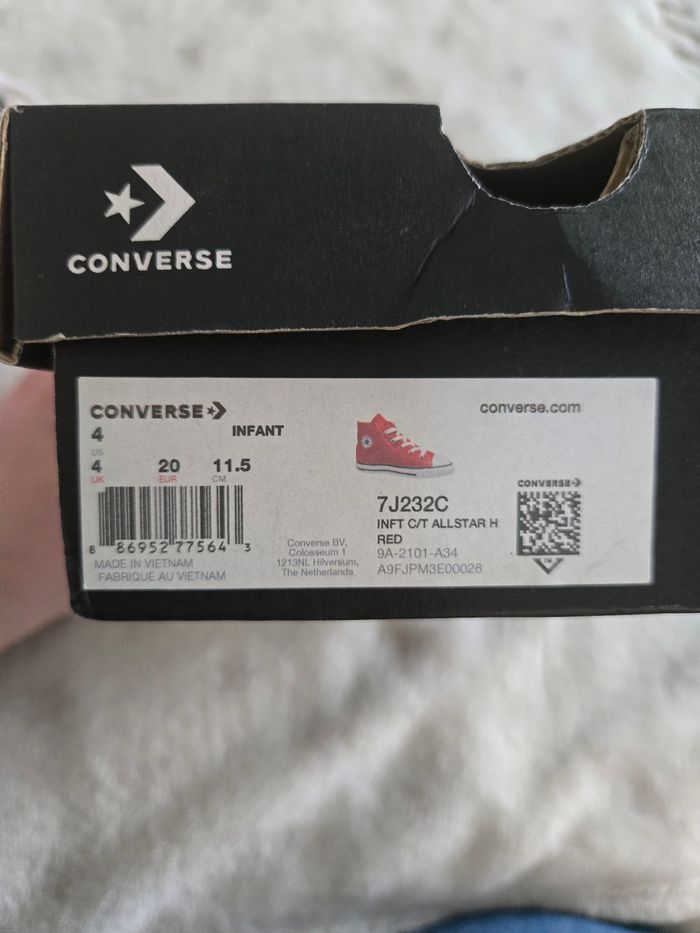 CONVERSE
CONVERSE
converse.com
4
US
INFANT
4 20 11.5
UK EUR CM
8 86952 77564 3
MADE IN VIETNAM
FABRIQUE AU VIETNAM
Converse BV,
Colosseum 1
1213NL Hilversum,
The Netherlands
7J232C
INFT C/T ALLSTAR H
RED
9A-2101-A34
A9FJPM3E00028
CONVERSE